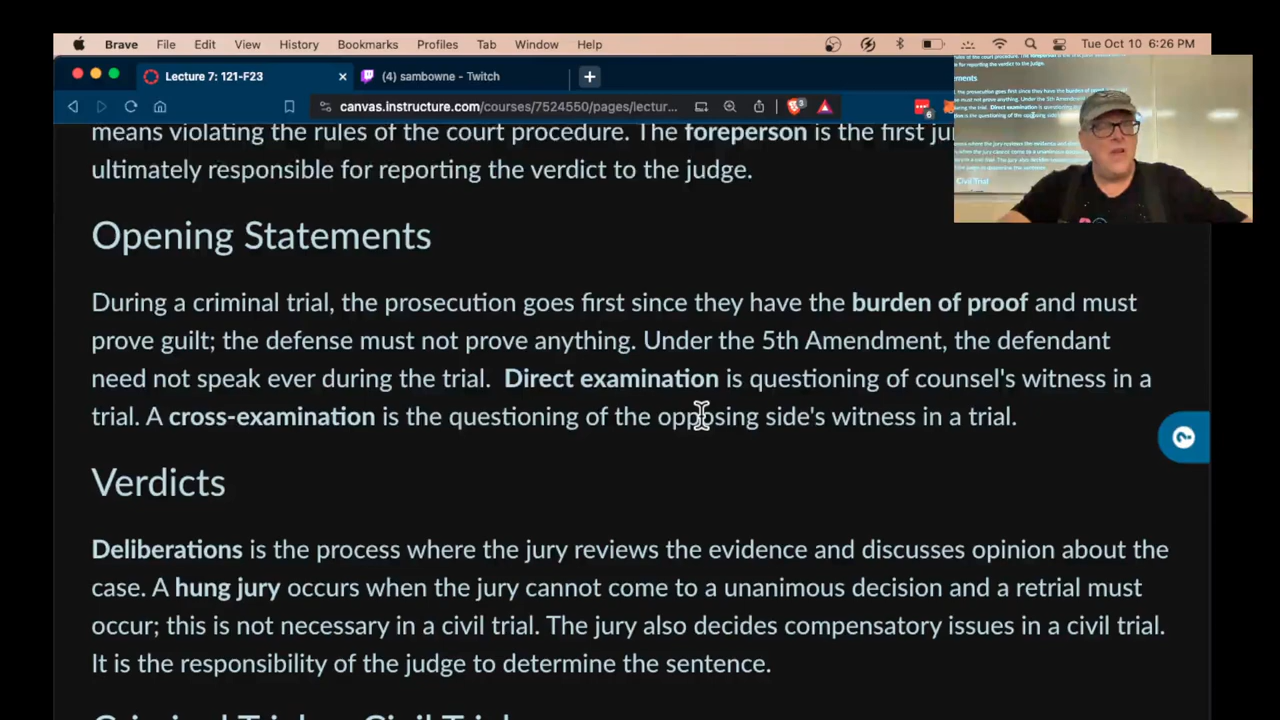 Brave File Edit View History Bookmarks Profiles Tab Window Help Tue Oct 10 6:26 PM
Lecture 7: 121-F23 (4) sambowne - Twitch
canvas.instructure.com/courses/7524550/pages/lectur...
6
3
means violating the rules of the court procedure. The foreperson is the first
ultimately responsible for reporting the verdict to the judge.
Opening Statements
During a criminal trial, the prosecution goes first since they have the burden of proof and must
prove guilt; the defense must not prove anything. Under the 5th Amendment, the defendant
need not speak ever during the trial. Direct examination is questioning of counsel's witness in a
trial. A cross-examination is the questioning of the opposing side's witness in a trial.
Verdicts
Deliberations is the process where the jury reviews the evidence and discusses opinion about the
case. A hung jury occurs when the jury cannot come to a unanimous decision and a retrial must
occur; this is not necessary in a civil trial. The jury also decides compensatory issues in a civil trial.
It is the responsibility of the judge to determine the sentence.